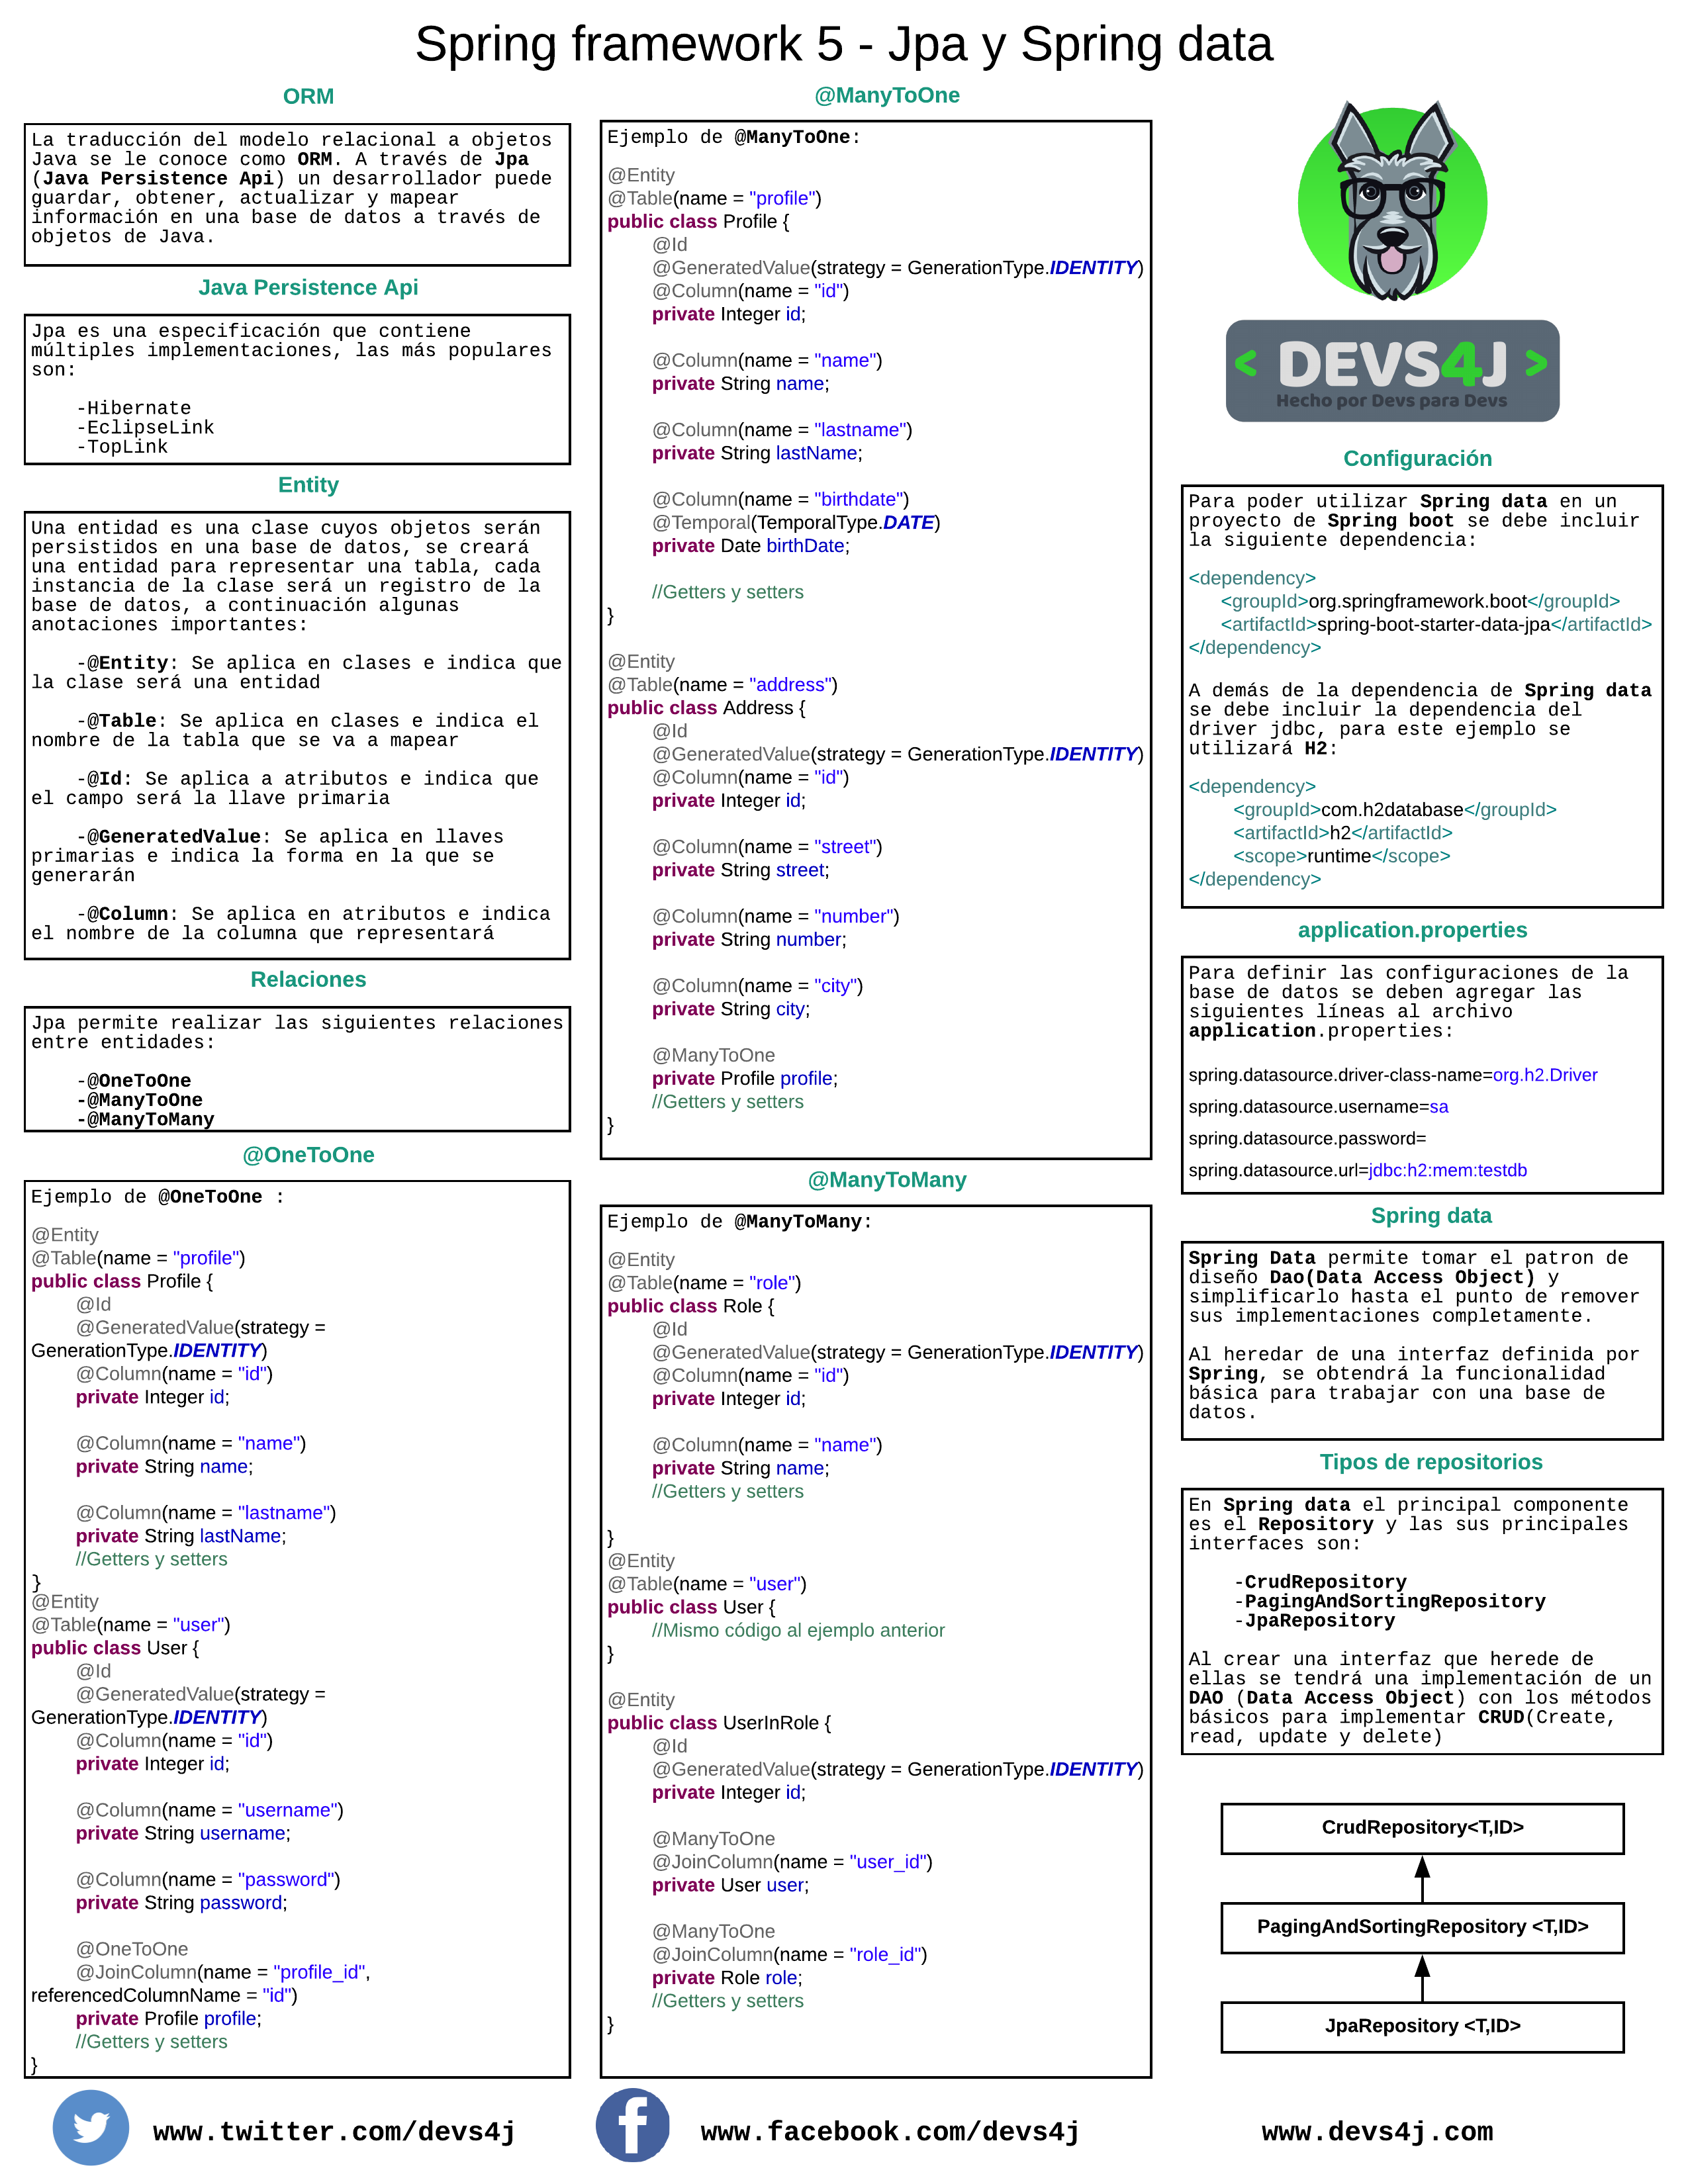 Spring framework 5 - Jpa y Spring data
ORM
La traducción del modelo relacional a objetos
Java se le conoce como ORM. A través de Jpa
(Java Persistence Api) un desarrollador puede
guardar, obtener, actualizar y mapear
información en una base de datos a través de
objetos de Java.
Java Persistence Api
Jpa es una especificación que contiene
múltiples implementaciones, las más populares
son:
-Hibernate
-EclipseLink
-TopLink
Entity
Una entidad es una clase cuyos objetos serán
persistidos en una base de datos, se creará
una entidad para representar una tabla, cada
instancia de la clase será un registro de la
base de datos, a continuación algunas
anotaciones importantes:
-@Entity: Se aplica en clases e indica que
la clase será una entidad
-@Table: Se aplica en clases e indica el
nombre de la tabla que se va a mapear
-@Id: Se aplica a atributos e indica que
el campo será la llave primaria
-@GeneratedValue: Se aplica en llaves
primarias e indica la forma en la que se
generarán
-@Column: Se aplica en atributos e indica
el nombre de la columna que representará
Relaciones
Jpa permite realizar las siguientes relaciones
entre entidades:
-@OneToOne
-@ManyToOne
-@ManyToMany
@OneToOne
Ejemplo de @OneToOne :
@Entity
@Table(name = "profile")
public class Profile {
@Id
@GeneratedValue(strategy =
GenerationType.IDENTITY)
@Column(name = "id")
private Integer id;
@Column(name = "name")
private String name;
@Column(name = "lastname")
private String lastName;
//Getters y setters
}
@Entity
@Table(name = "user")
public class User {
@Id
@GeneratedValue(strategy =
GenerationType.IDENTITY)
@Column(name = "id")
private Integer id;
@Column(name = "username")
private String username;
@Column(name = "password")
private String password;
@OneToOne
@JoinColumn(name = "profile_id",
referencedColumnName = "id")
private Profile profile;
//Getters y setters
}
@ManyToOne
Ejemplo de @ManyToOne:
@Entity
@Table(name = "profile")
public class Profile {
@Id
@GeneratedValue(strategy = GenerationType.IDENTITY)
@Column(name = "id")
private Integer id;
@Column(name = "name")
private String name;
@Column(name = "lastname")
private String lastName;
@Column(name = "birthdate")
@Temporal(TemporalType.DATE)
private Date birthDate;
//Getters y setters
}
@Entity
@Table(name = "address")
public class Address {
@Id
@GeneratedValue(strategy = GenerationType.IDENTITY)
@Column(name = "id")
private Integer id;
@Column(name = "street")
private String street;
@Column(name = "number")
private String number;
@Column(name = "city")
private String city;
@ManyToOne
private Profile profile;
//Getters y setters
}
@ManyToMany
Ejemplo de @ManyToMany:
@Entity
@Table(name = "role")
public class Role {
@Id
@GeneratedValue(strategy = GenerationType.IDENTITY)
@Column(name = "id")
private Integer id;
@Column(name = "name")
private String name;
//Getters y setters
}
@Entity
@Table(name = "user")
public class User {
//Mismo código al ejemplo anterior
}
@Entity
public class UserInRole {
@Id
@GeneratedValue(strategy = GenerationType.IDENTITY)
private Integer id;
@ManyToOne
@JoinColumn(name = "user_id")
private User user;
@ManyToOne
@JoinColumn(name = "role_id")
private Role role;
//Getters y setters
}
< DEVS4J >
Hecho por Devs para Devs
Configuración
Para poder utilizar Spring data en un
proyecto de Spring boot se debe incluir
la siguiente dependencia:
<dependency>
<groupId>org.springframework.boot</groupId>
<artifactId>spring-boot-starter-data-jpa</artifactId>
</dependency>
A demás de la dependencia de Spring data
se debe incluir la dependencia del
driver jdbc, para este ejemplo se
utilizará H2:
<dependency>
<groupId>com.h2database</groupId>
<artifactId>h2</artifactId>
<scope>runtime</scope>
</dependency>
application.properties
Para definir las configuraciones de la
base de datos se deben agregar las
siguientes líneas al archivo
application.properties:
spring.datasource.driver-class-name=org.h2.Driver
spring.datasource.username=sa
spring.datasource.password=
spring.datasource.url=jdbc:h2:mem:testdb
Spring data
Spring Data permite tomar el patron de
diseño Dao(Data Access Object) y
simplificarlo hasta el punto de remover
sus implementaciones completamente.
Al heredar de una interfaz definida por
Spring, se obtendrá la funcionalidad
básica para trabajar con una base de
datos.
Tipos de repositorios
En Spring data el principal componente
es el Repository y las sus principales
interfaces son:
-CrudRepository
-PagingAndSortingRepository
-JpaRepository
Al crear una interfaz que herede de
ellas se tendrá una implementación de un
DAO (Data Access Object) con los métodos
básicos para implementar CRUD(Create,
read, update y delete)
CrudRepository<T,ID>
PagingAndSortingRepository <T,ID>
JpaRepository <T,ID>
www.twitter.com/devs4j
www.facebook.com/devs4j
www.devs4j.com